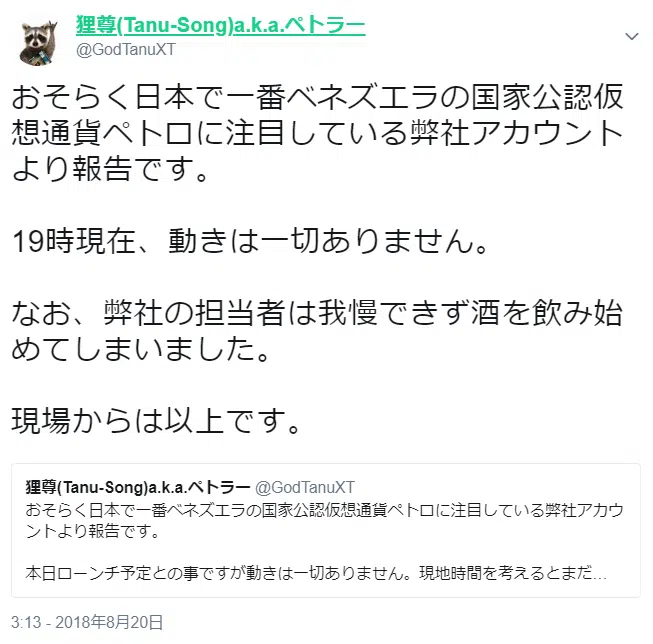 狸尊(Tanu-Song)a.k.a.ペトラー
@GodTanuXT
おそらく日本で一番ベネズエラの国家公認仮
想通貨ペトロに注目している弊社アカウント
より報告です。
19時現在、動きは一切ありません。
なお、弊社の担当者は我慢できず酒を飲み始
めてしまいました。
現場からは以上です。
狸尊(Tanu-Song)a.k.a.ペトラー @GodTanuXT
おそらく日本で一番ベネズエラの国家公認仮想通貨ペトロに注目している弊社アカウ
ントより報告です。
本日ローンチ予定との事ですが動きは一切ありません。現地時間を考えるとまだ…
3:13 - 2018年8月20日